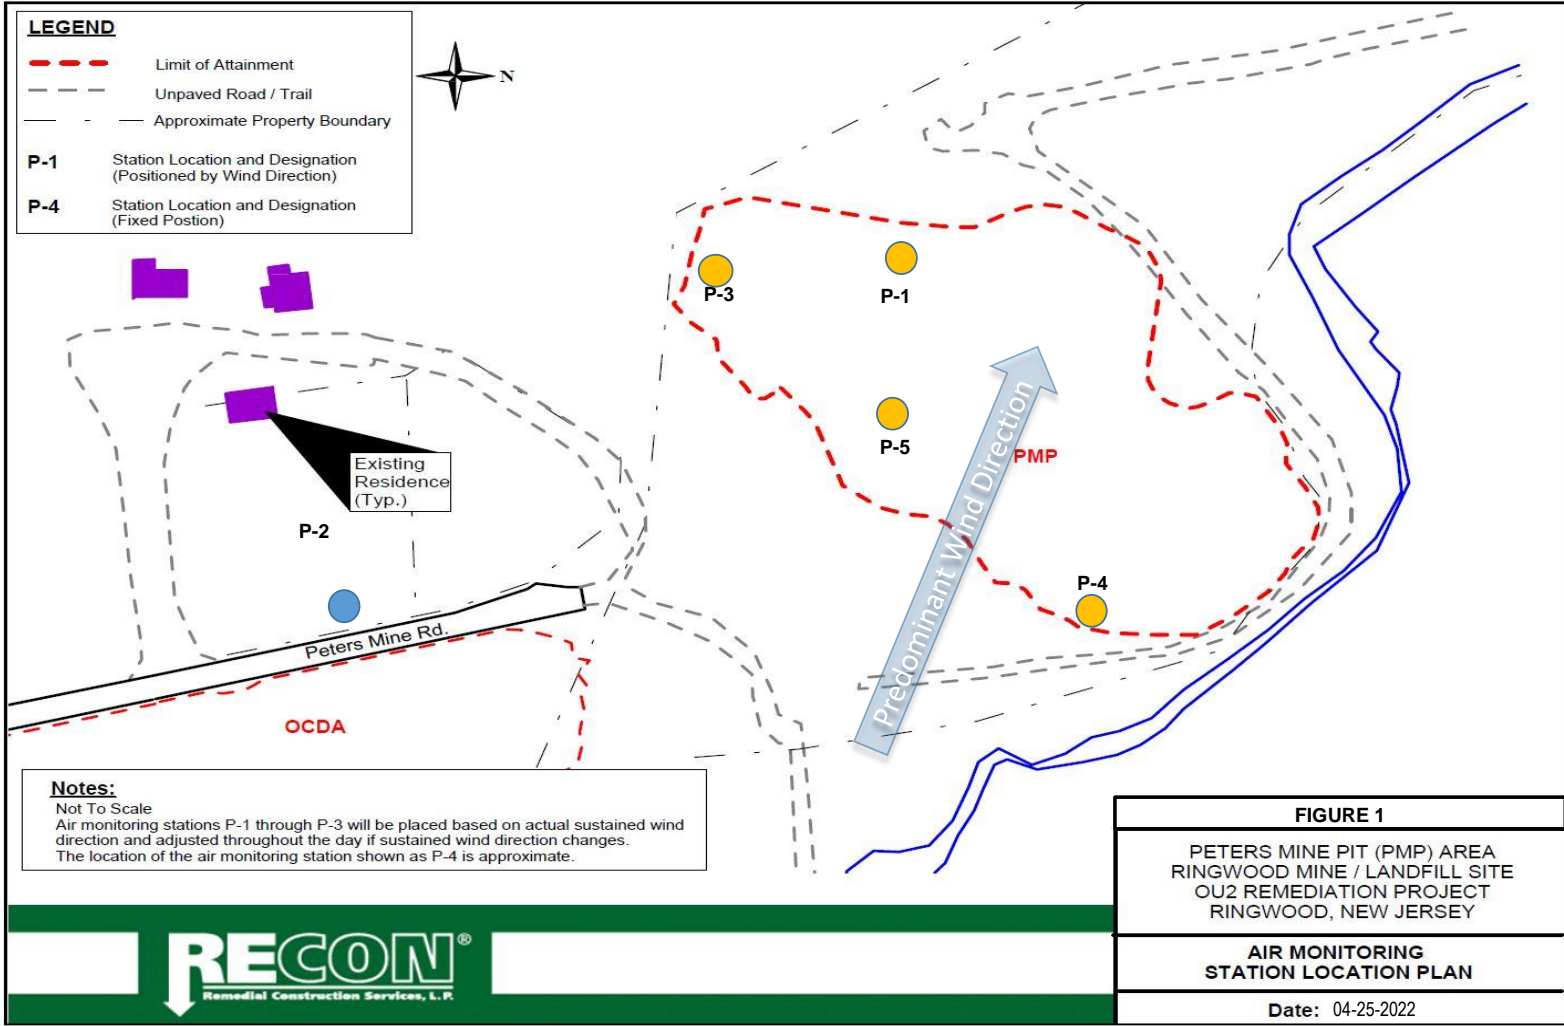 LEGEND
Limit of Attainment
Unpaved Road / Trail
Approximate Property Boundary
P-1 Station Location and Designation
(Positioned by Wind Direction)
P-4 Station Location and Designation
(Fixed Postion)
N
P-3
P-1
P-5
PMP
Predominant Wind Direction
Existing
Residence
(Typ.)
P-2
P-4
Peters Mine Rd.
OCDA
Notes:
Not To Scale
Air monitoring stations P-1 through P-3 will be placed based on actual sustained wind
direction and adjusted throughout the day if sustained wind direction changes.
The location of the air monitoring station shown as P-4 is approximate.
FIGURE 1
PETERS MINE PIT (PMP) AREA
RINGWOOD MINE / LANDFILL SITE
OU2 REMEDIATION PROJECT
RINGWOOD, NEW JERSEY
AIR MONITORING
STATION LOCATION PLAN
Date: 04-25-2022
RECON®
Remedial Construction Services, L.P.